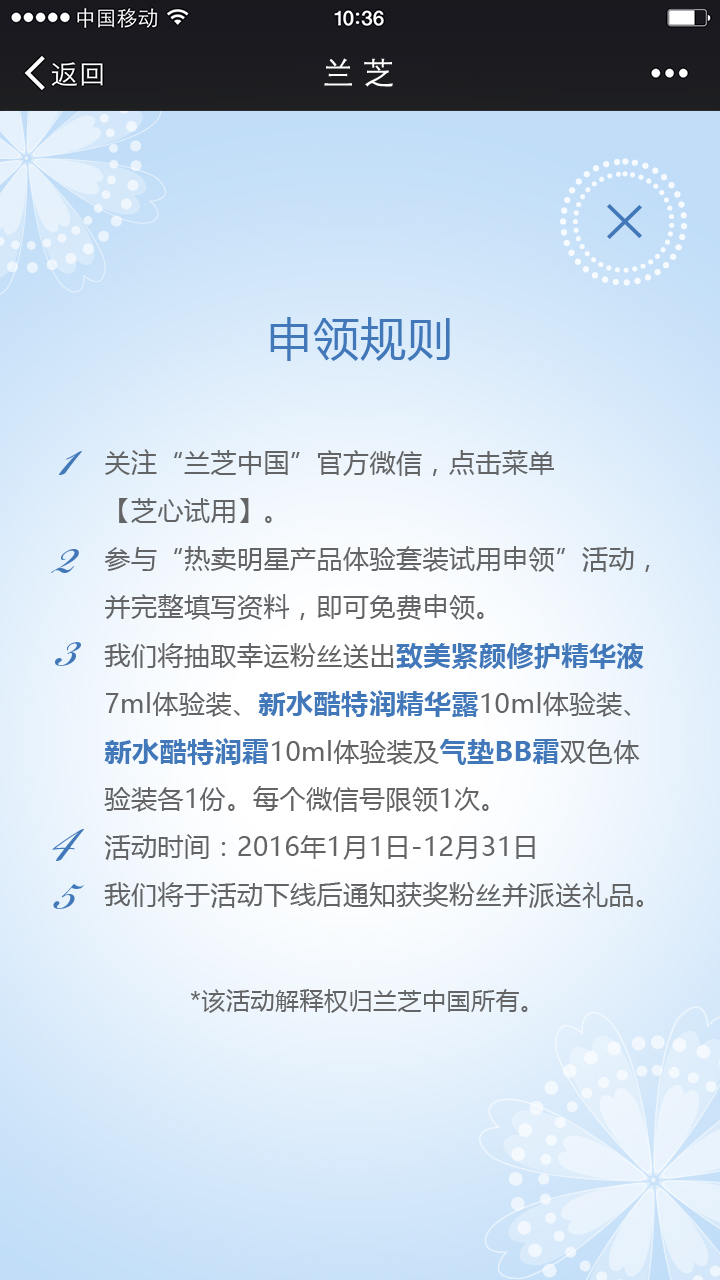 中国移动 10:36
返回 兰芝
申领规则
1 关注“兰芝中国”官方微信，点击菜单
【芝心试用】。
2 参与“热卖明星产品体验套装试用申领”活动，
并完整填写资料，即可免费申领。
3 我们将抽取幸运粉丝送出致美紧颜修护精华液
7ml体验装、新水酷特润精华露10ml体验装、
新水酷特润霜10ml体验装及气垫BB霜双色体
验装各1份。每个微信号限领1次。
4 活动时间：2016年1月1日-12月31日
5 我们将于活动下线后通知获奖粉丝并派送礼品。
*该活动解释权归兰芝中国所有。